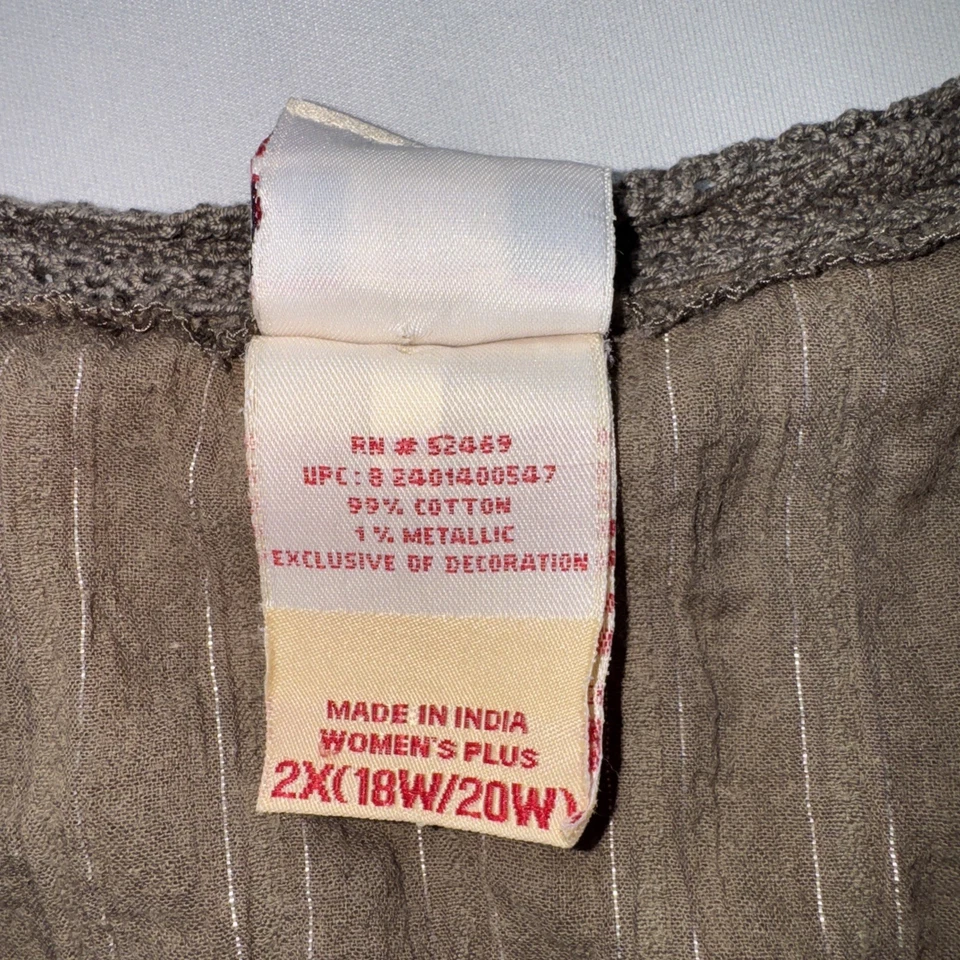 RN # 52469
UPC: 8 2401400547
99% COTTON
1% METALLIC
EXCLUSIVE OF DECORATION
MADE IN INDIA
WOMEN'S PLUS
2X(18W/20W)